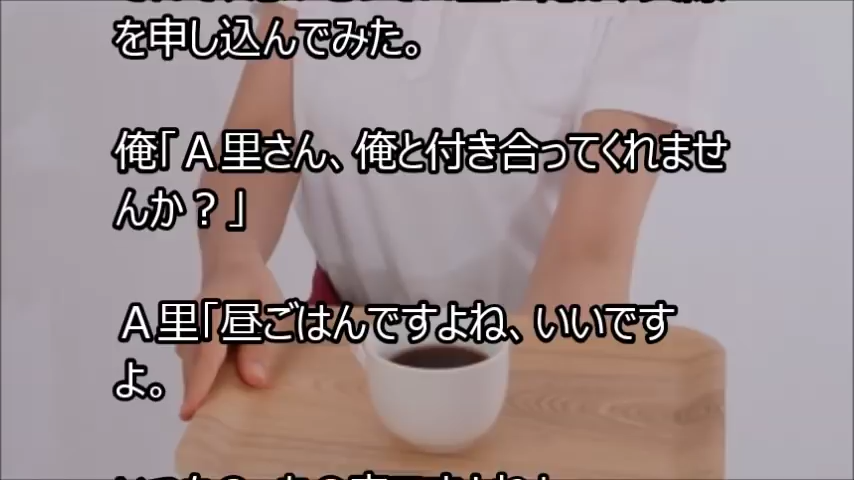 を申し込んでみた。
俺「Ａ里さん、俺と付き合ってくれませ
んか？」
Ａ里「昼ごはんですよね、いいです
よ。